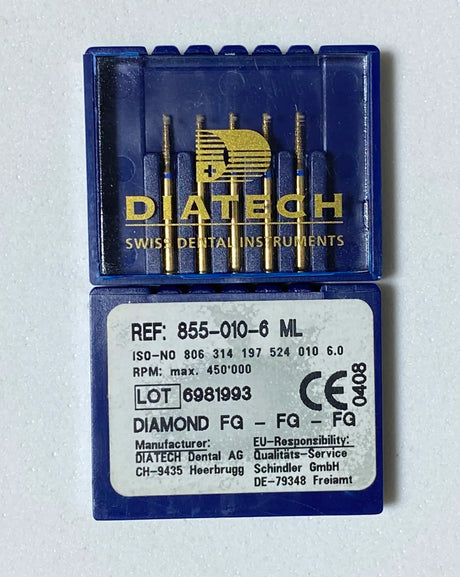 DIATECH
SWISS DENTAL INSTRUMENTS
REF: 855-010-6 ML
ISO-NO 806 314 197 524 010 6.0
RPM: max. 450'000
LOT 6981993
CE 0408
DIAMOND FG - FG - FG
Manufacturer: EU-Responsibility:
DIATECH Dental AG Qualitäts-Service
CH-9435 Heerbrugg Schindler GmbH
DE-79348 Freiamt